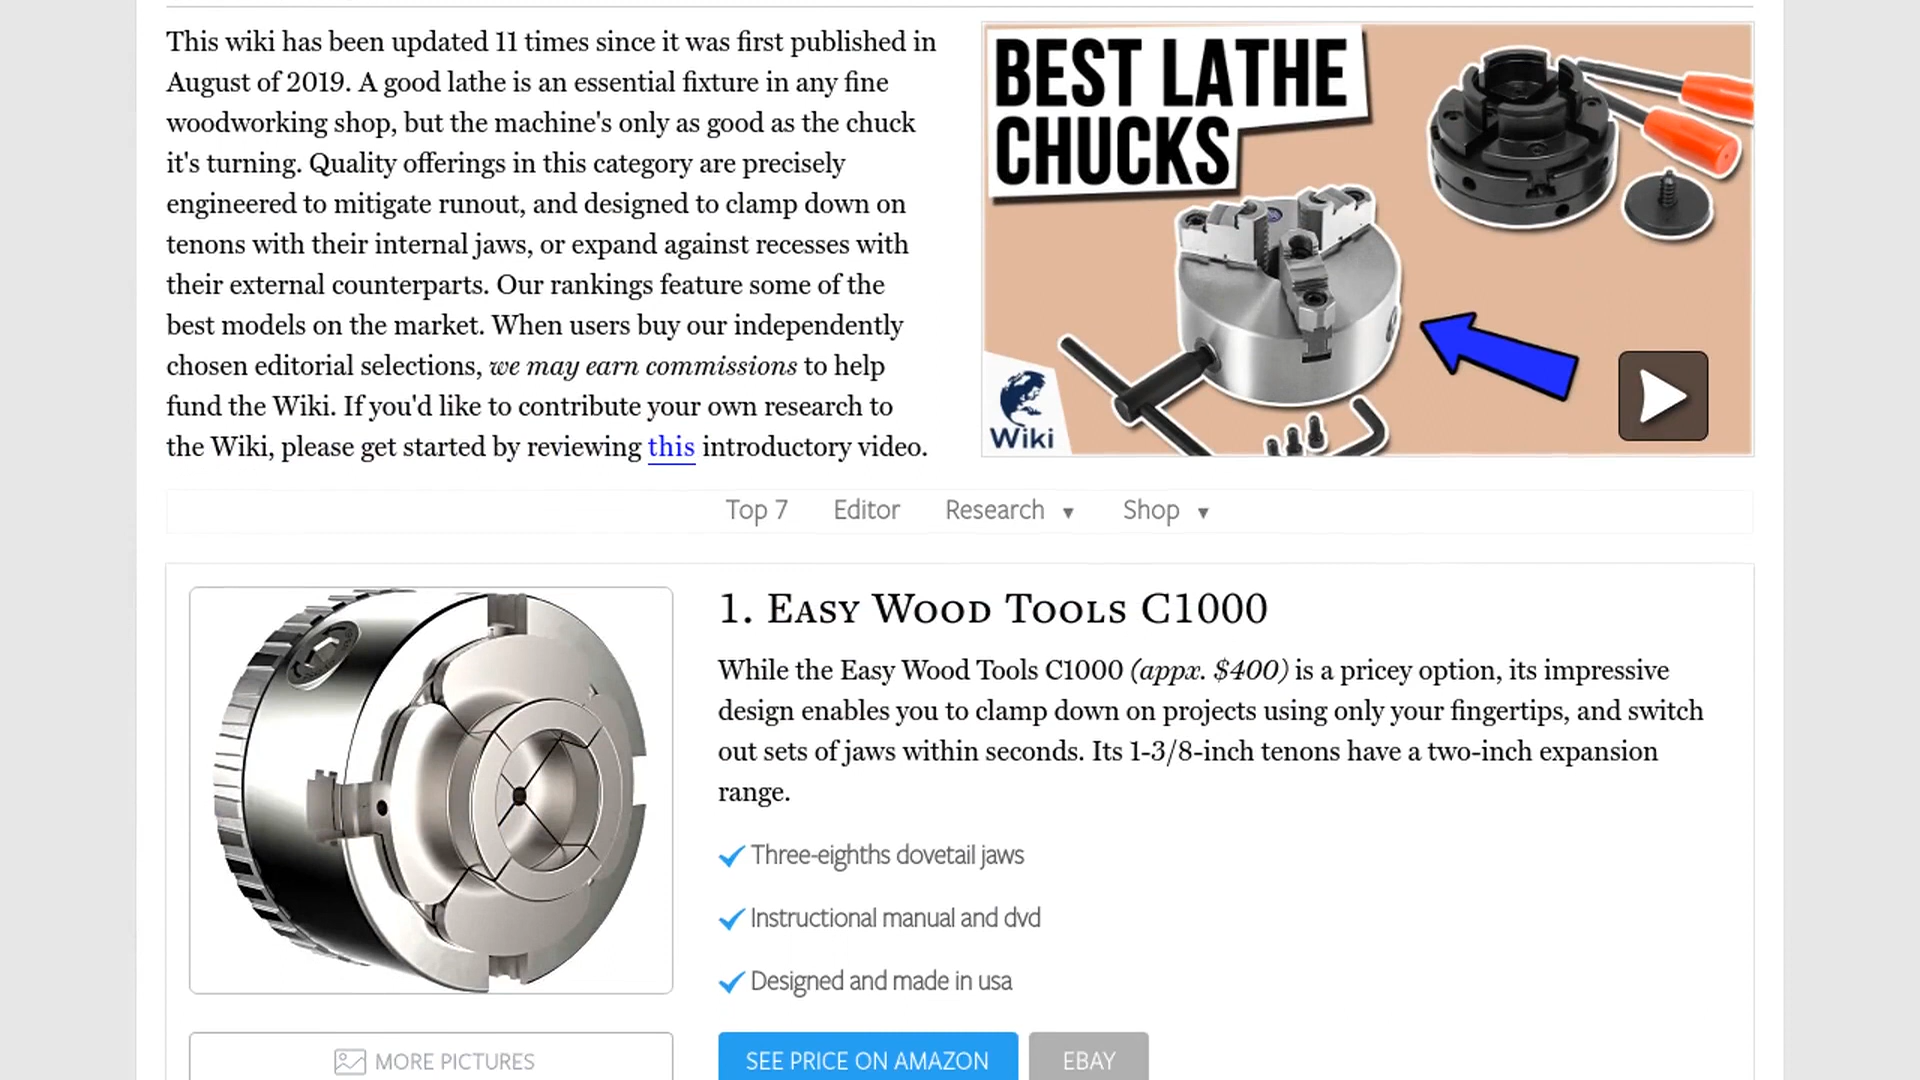 This wiki has been updated 11 times since it was first published in
August of 2019. A good lathe is an essential fixture in any fine
woodworking shop, but the machine's only as good as the chuck
it's turning. Quality offerings in this category are precisely
engineered to mitigate runout, and designed to clamp down on
tenons with their internal jaws, or expand against recesses with
their external counterparts. Our rankings feature some of the
best models on the market. When users buy our independently
chosen editorial selections, we may earn commissions to help
fund the Wiki. If you'd like to contribute your own research to
the Wiki, please get started by reviewing this introductory video.
BEST LATHE
CHUCKS
Wiki
Top 7 Editor Research ▼ Shop ▼
1. Easy Wood Tools C1000
While the Easy Wood Tools C1000 (appx. $400) is a pricey option, its impressive
design enables you to clamp down on projects using only your fingertips, and switch
out sets of jaws within seconds. Its 1-3/8-inch tenons have a two-inch expansion
range.
Three-eighths dovetail jaws
Instructional manual and dvd
Designed and made in usa
MORE PICTURES
SEE PRICE ON AMAZON
EBAY